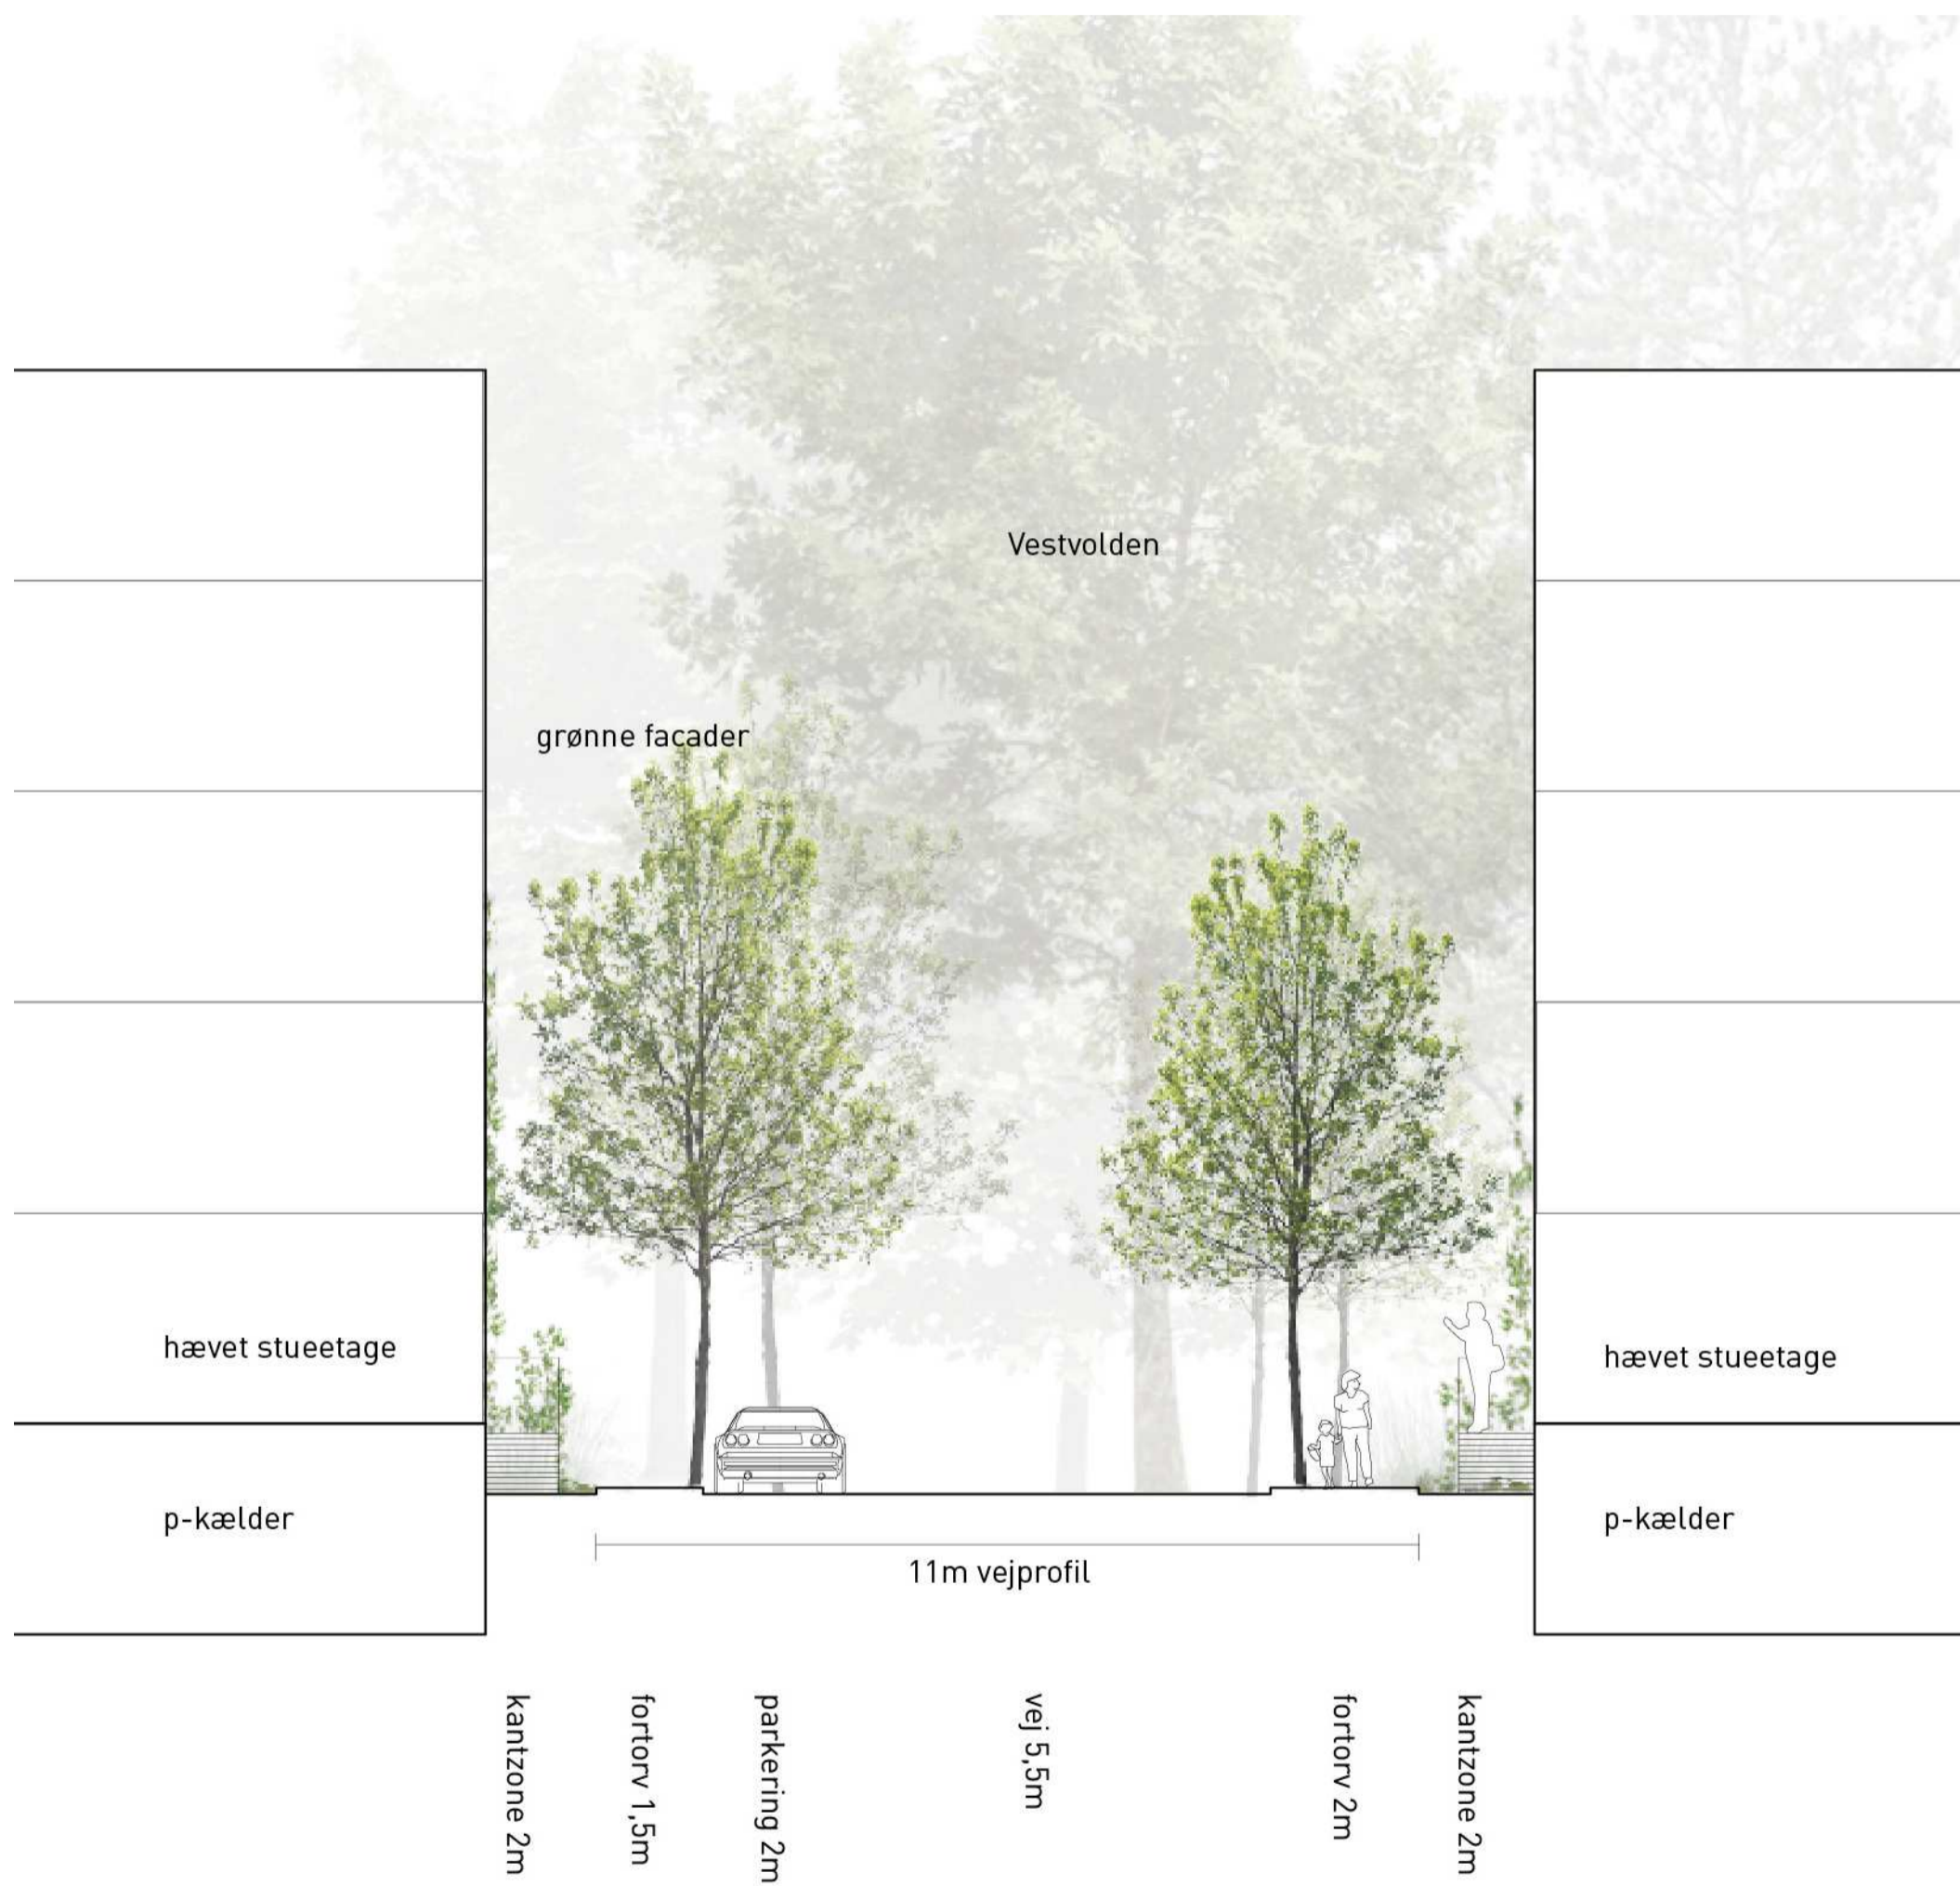 Vestvolden
grønne facader
hævet stueetage
hævet stueetage
p-kælder
p-kælder
11m vejprofil
kantzone 2m
fortorv 1,5m
parkering 2m
vej 5,5m
fortorv 2m
kantzone 2m